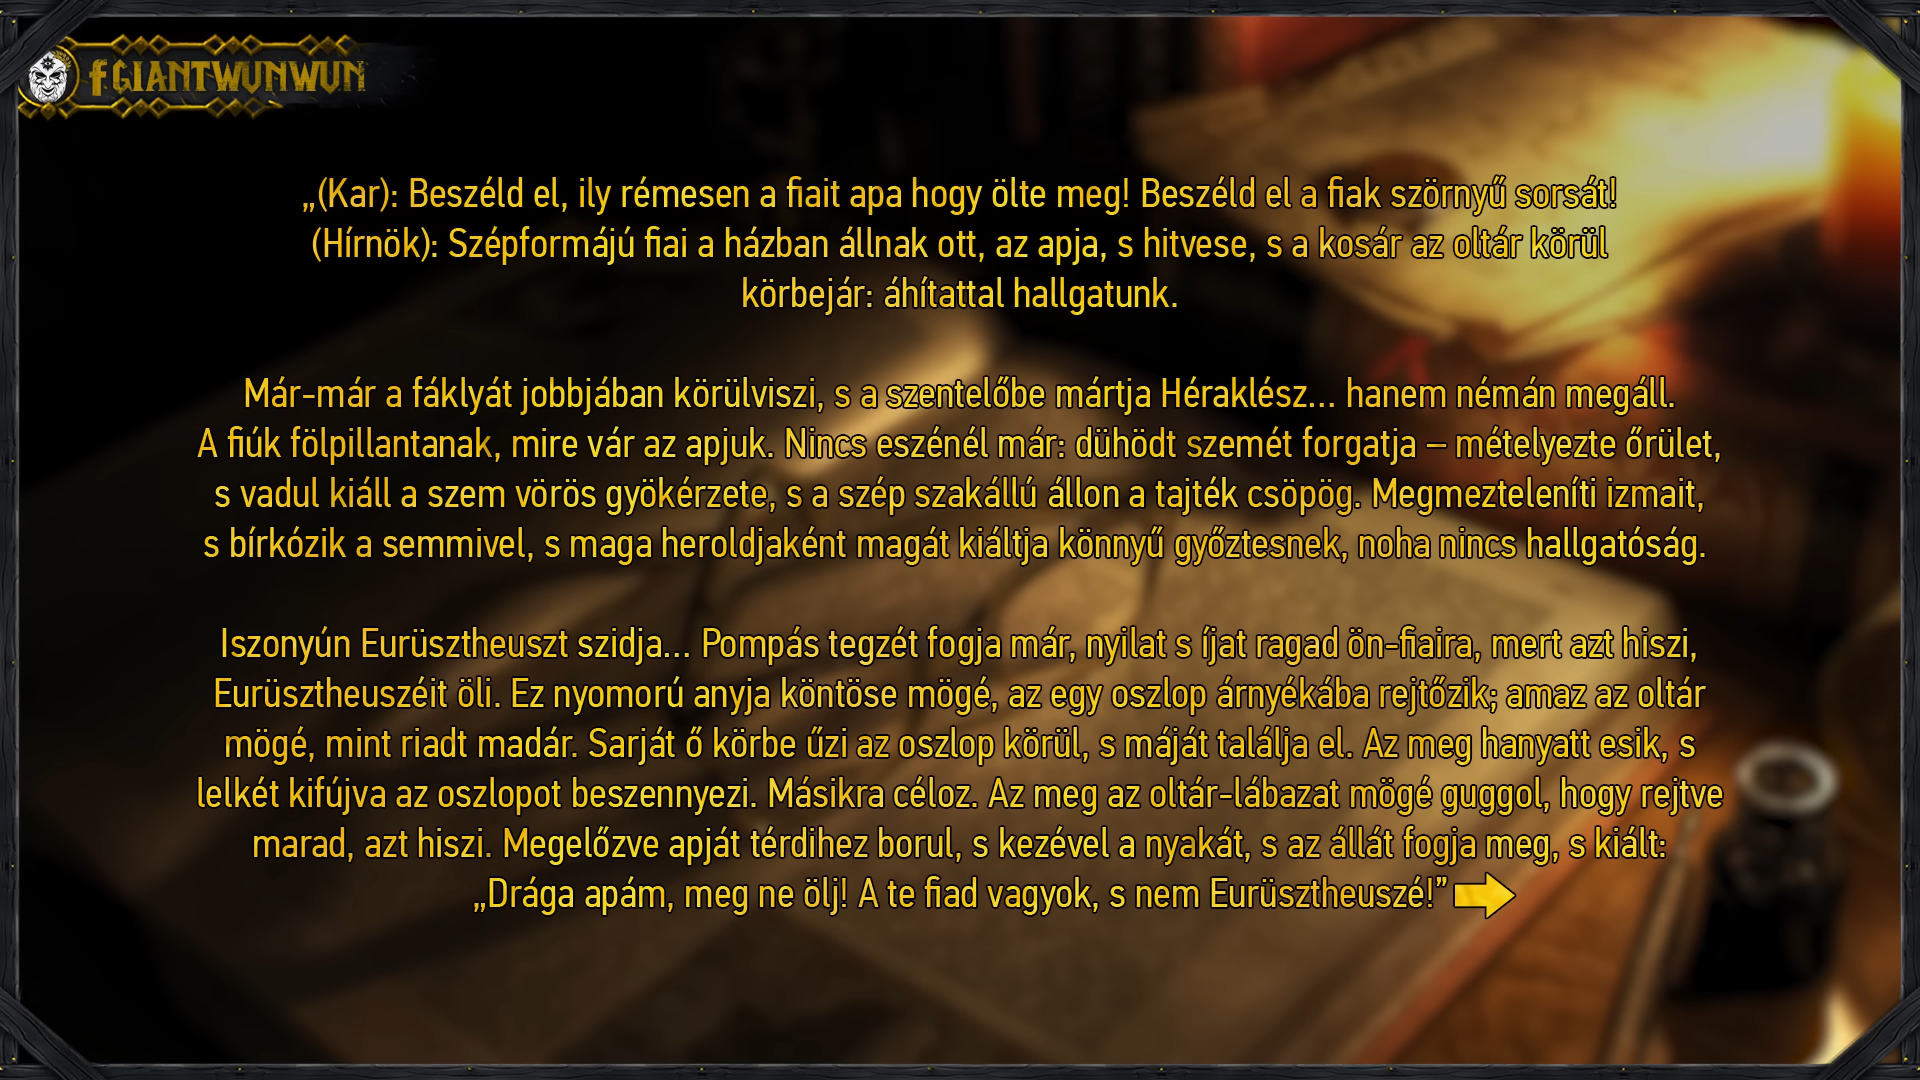 fGIANTWUNWUN
„(Kar): Beszéld el, ily rémesen a fiait apa hogy ölte meg! Beszéld el a fiak szörnyű sorsát!
(Hírnök): Szépformájú fiai a házban állnak ott, az apja, s hitvese, s a kosár az oltár körül
körbejár: áhítattal hallgatunk.
Már-már a fáklyát jobbjában körülviszi, s a szentelőbe mártja Héraklész... hanem némán megáll.
A fiúk fölpillantanak, mire vár az apjuk. Nincs eszénél már: dühödt szemét forgatja – mételyezte őrület,
s vadul kiáll a szem vörös gyökérzete, s a szép szakállú állon a tajték csöpög. Megmezteleníti izmait,
s bírkózik a semmivel, s maga heroldjaként magát kiáltja könnyű győztesnek, noha nincs hallgatóság.
Iszonyún Eurüsztheuszt szidja... Pompás tegzét fogja már, nyilat s íjat ragad ön-fiaira, mert azt hiszi,
Eurüsztheuszéit öli. Ez nyomorú anyja köntöse mögé, az egy oszlop árnyékába rejtőzik; amaz az oltár
mögé, mint riadt madár. Sarját ő körbe űzi az oszlop körül, s máját találja el. Az meg hanyatt esik, s
lelkét kifújva az oszlopot beszennyezi. Másikra céloz. Az meg az oltár-lábazat mögé guggol, hogy rejtve
marad, azt hiszi. Megelőzve apját térdihez borul, s kezével a nyakát, s az állát fogja meg, s kiált:
„Drága apám, meg ne ölj! A te fiad vagyok, s nem Eurüsztheuszé!”